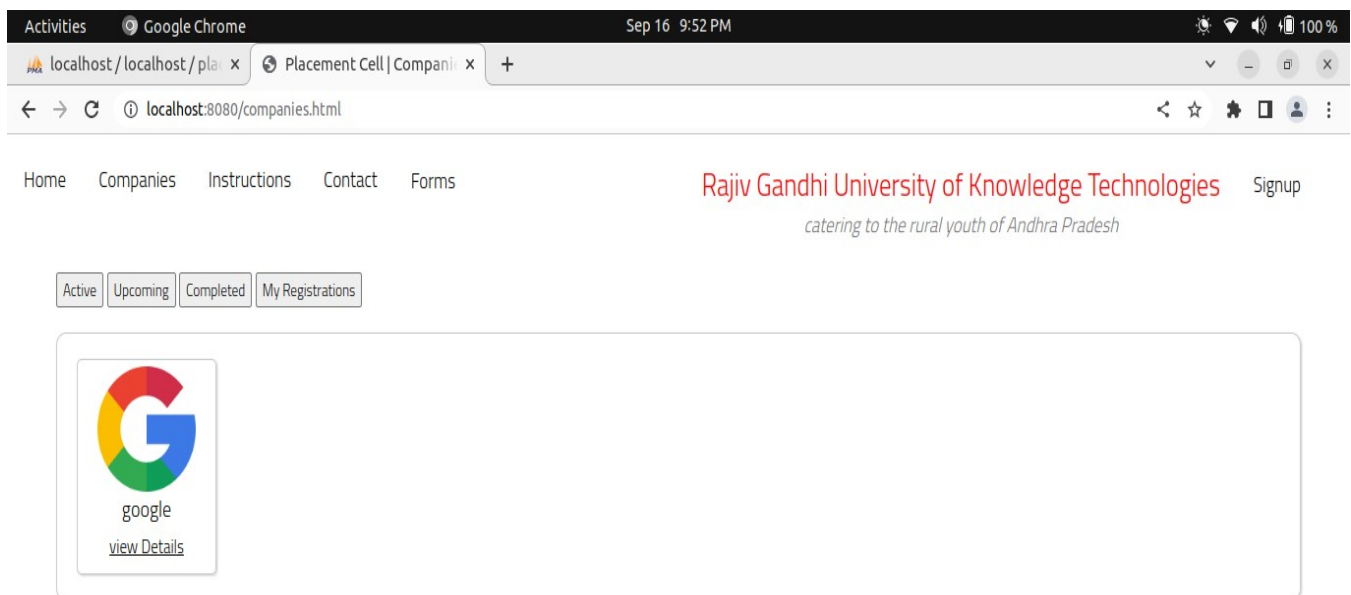 Activities Google Chrome Sep 16 9:52 PM 100 %
localhost / localhost / pla Placement Cell | Compani
localhost:8080/companies.html
Home Companies Instructions Contact Forms Rajiv Gandhi University of Knowledge Technologies Signup
catering to the rural youth of Andhra Pradesh
Active Upcoming Completed My Registrations
google
view Details